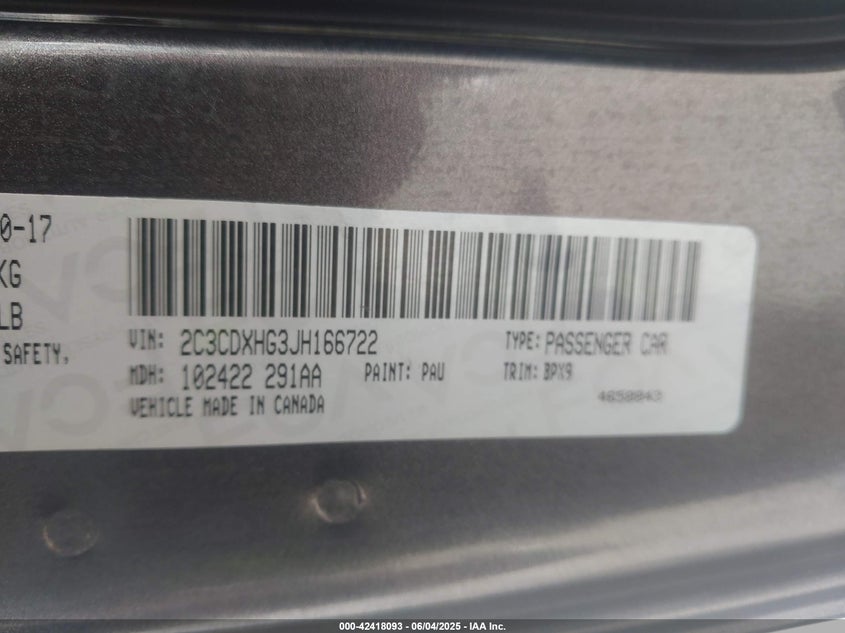 0-17
KG
LB
SAFETY,
VIN: 2C3CDXHG3JH166722 TYPE: PASSENGER CAR
MDH: 102422 291AA PAINT: PAU TRIM: BPX9
VEHICLE MADE IN CANADA 4658843
000-42418093 - 06/04/2025 - IAA Inc.